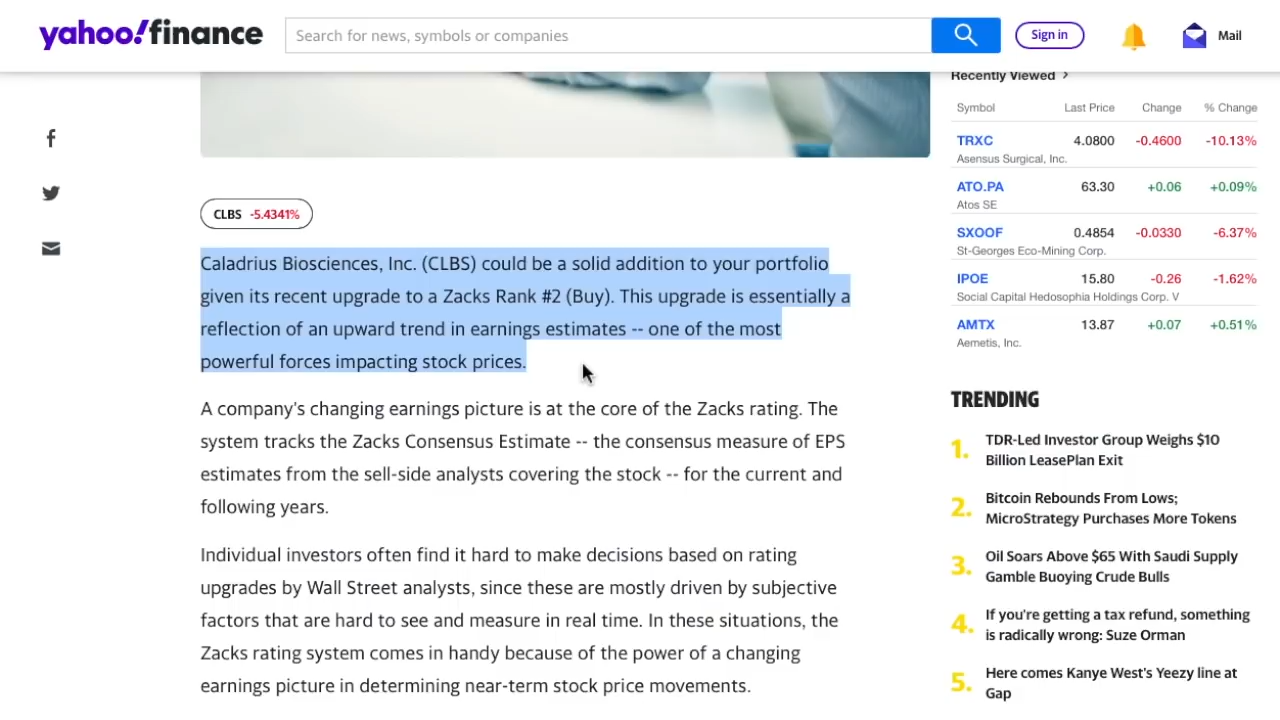 yahoo!finance
Search for news, symbols or companies
Sign in
Mail
CLBS -5.4341%
Caladrius Biosciences, Inc. (CLBS) could be a solid addition to your portfolio
given its recent upgrade to a Zacks Rank #2 (Buy). This upgrade is essentially a
reflection of an upward trend in earnings estimates -- one of the most
powerful forces impacting stock prices.
A company's changing earnings picture is at the core of the Zacks rating. The
system tracks the Zacks Consensus Estimate -- the consensus measure of EPS
estimates from the sell-side analysts covering the stock -- for the current and
following years.
Individual investors often find it hard to make decisions based on rating
upgrades by Wall Street analysts, since these are mostly driven by subjective
factors that are hard to see and measure in real time. In these situations, the
Zacks rating system comes in handy because of the power of a changing
earnings picture in determining near-term stock price movements.
Recently Viewed >
Symbol Last Price Change % Change
TRXC 4.0800 -0.4600 -10.13%
Asensus Surgical, Inc.
ATO.PA 63.30 +0.06 +0.09%
Atos SE
SXOOF 0.4854 -0.0330 -6.37%
St-Georges Eco-Mining Corp.
IPOE 15.80 -0.26 -1.62%
Social Capital Hedosophia Holdings Corp. V
AMTX 13.87 +0.07 +0.51%
Aemetis, Inc.
TRENDING
1. TDR-Led Investor Group Weighs $10
Billion LeasePlan Exit
2. Bitcoin Rebounds From Lows;
MicroStrategy Purchases More Tokens
3. Oil Soars Above $65 With Saudi Supply
Gamble Buoying Crude Bulls
4. If you're getting a tax refund, something
is radically wrong: Suze Orman
5. Here comes Kanye West's Yeezy line at
Gap